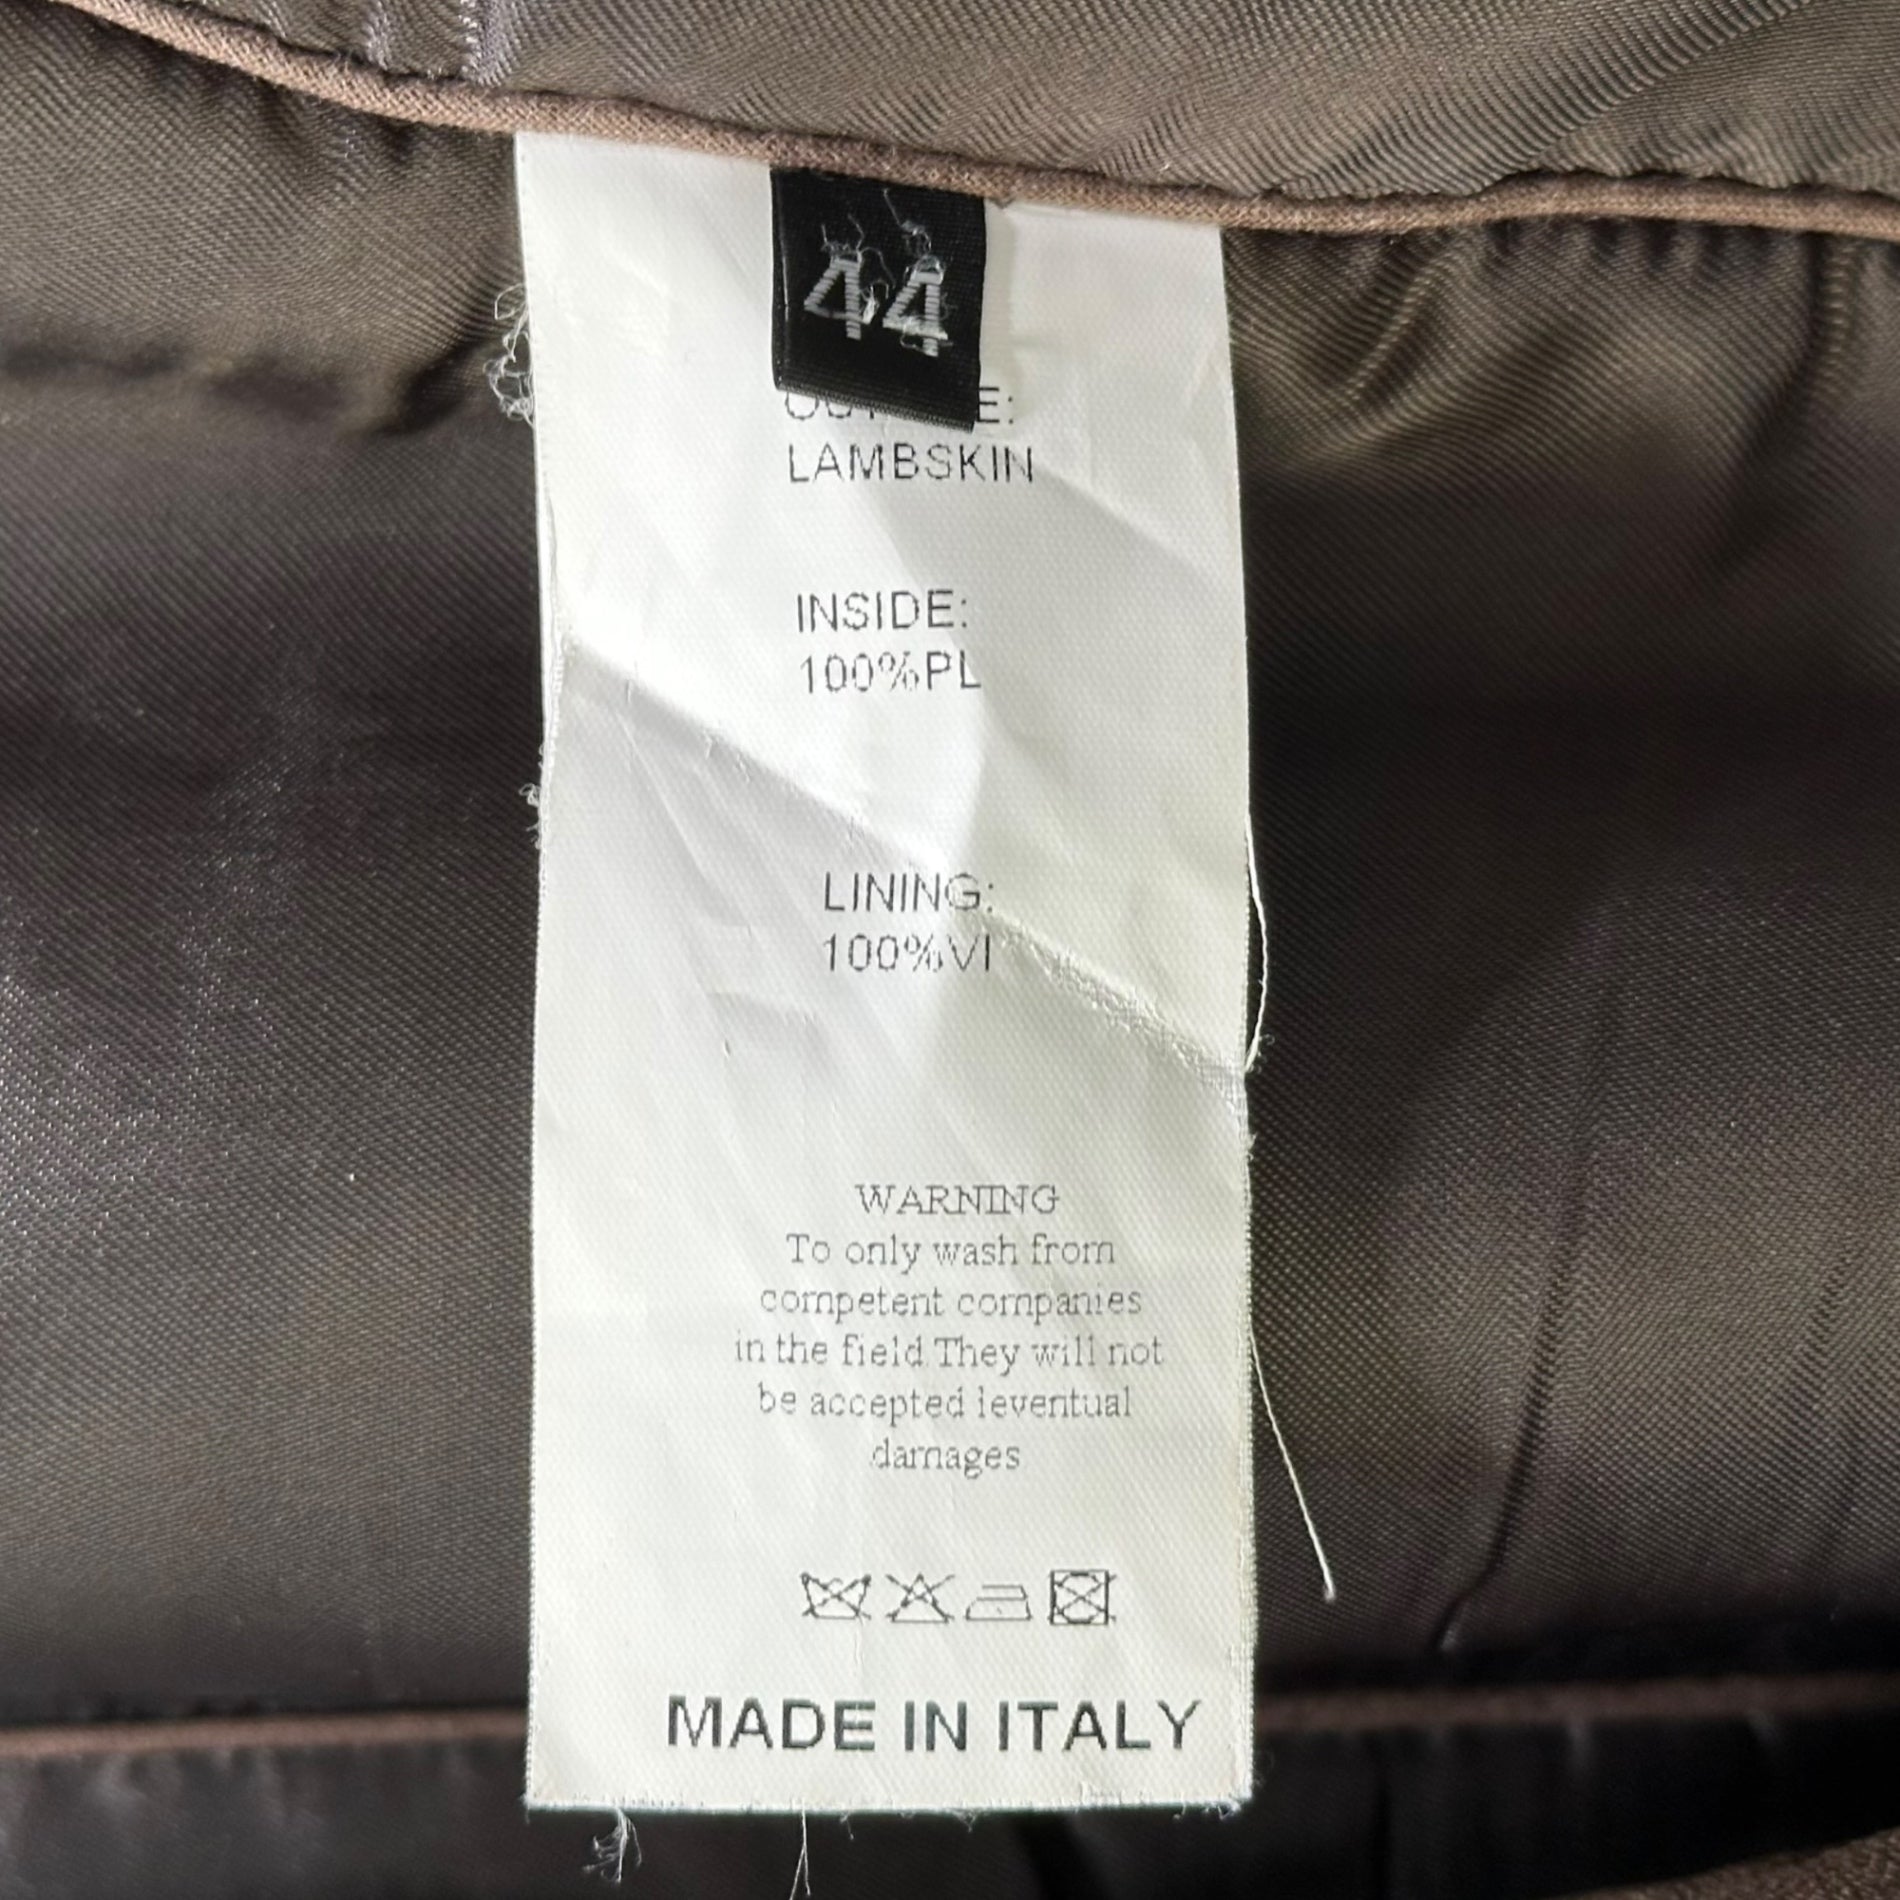 44
LAMBSKIN
INSIDE:
100%PL
LINING:
100%VI
WARNING
To only wash from
competent companies
in the field.They will not
be accepted ieventual
damages
MADE IN ITALY